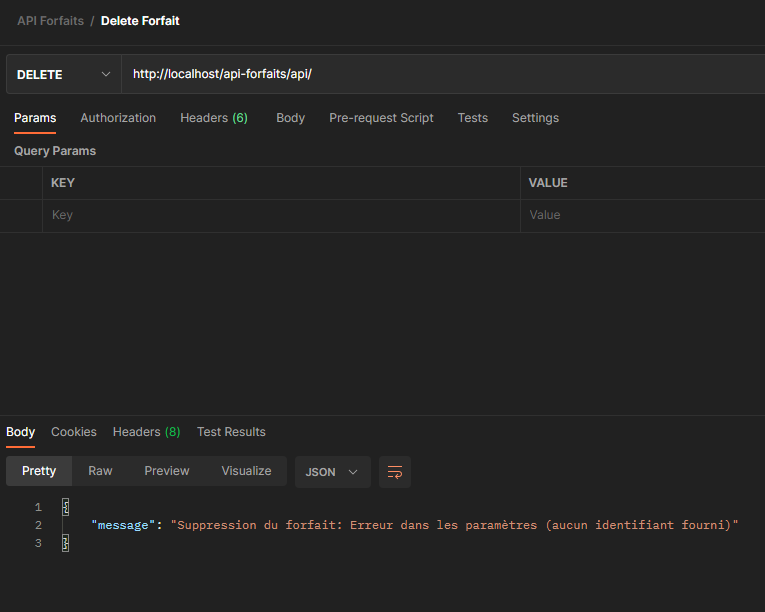 API Forfaits / Delete Forfait
DELETE http://localhost/api-forfaits/api/
Params Authorization Headers (6) Body Pre-request Script Tests Settings
Query Params
KEY VALUE
Key Value
Body Cookies Headers (8) Test Results
Pretty Raw Preview Visualize JSON
1 {
2 "message": "Suppression du forfait: Erreur dans les paramètres (aucun identifiant fourni)"
3 }